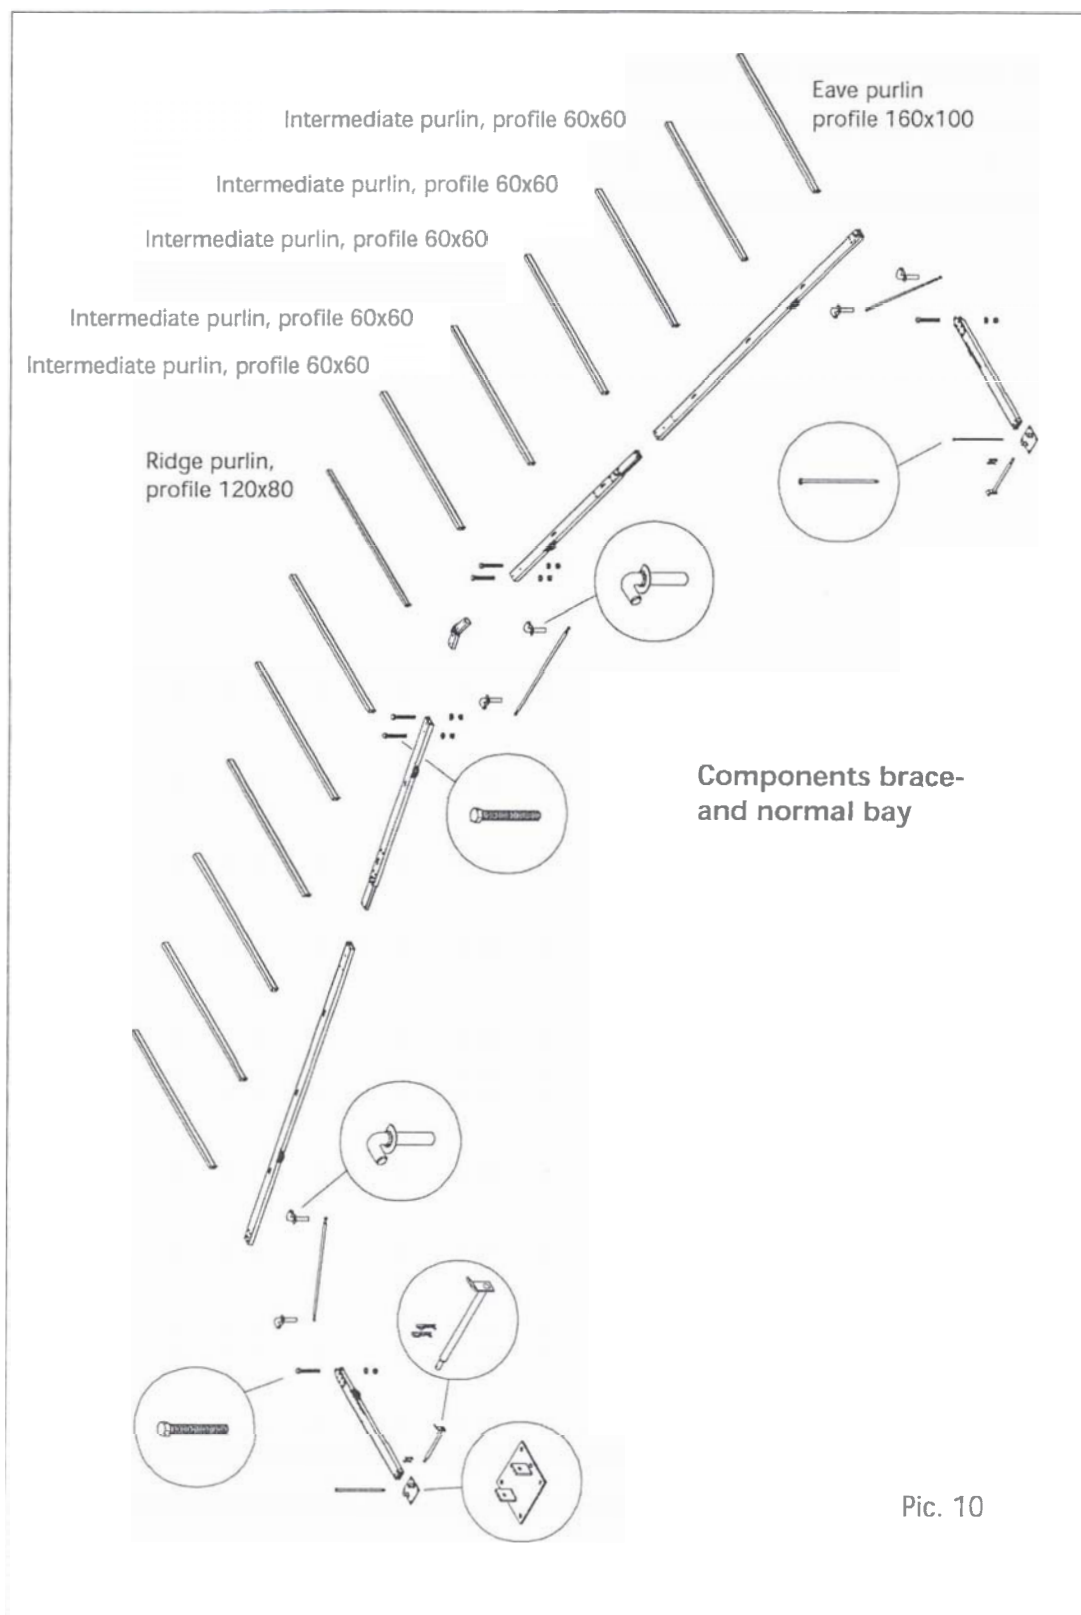 Eave purlin
profile 160x100
Intermediate purlin, profile 60x60
Intermediate purlin, profile 60x60
Intermediate purlin, profile 60x60
Intermediate purlin, profile 60x60
Intermediate purlin, profile 60x60
Ridge purlin,
profile 120x80
Components brace-
and normal bay
Pic. 10